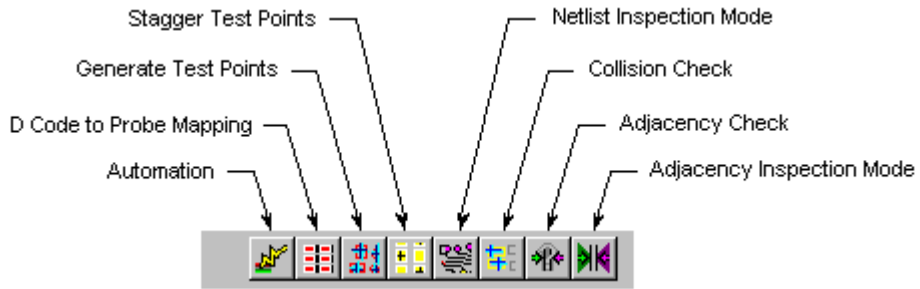 Stagger Test Points
Netlist Inspection Mode
Generate Test Points
Collision Check
D Code to Probe Mapping
Adjacency Check
Automation
Adjacency Inspection Mode